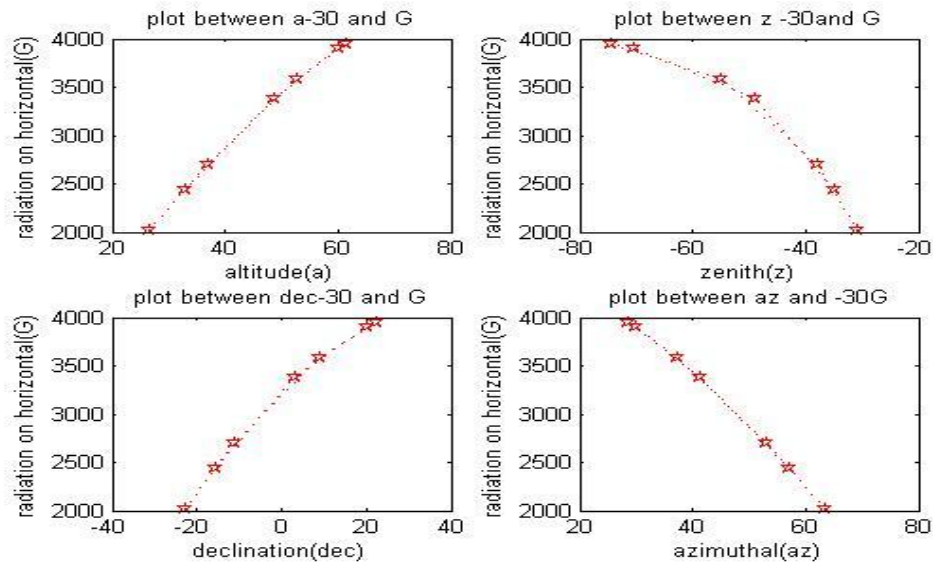 plot between a-30 and G
4000
3500
3000
2500
2000
radiation on horizontal(G)
20 40 60 80
altitude(a)
plot between z -30and G
4000
3500
3000
2500
2000
radiation on horizontal(G)
-80 -60 -40 -20
zenith(z)
plot between dec-30 and G
4000
3500
3000
2500
2000
radiation on horizontal(G)
-40 -20 0 20 40
declination(dec)
plot between az and -30G
4000
3500
3000
2500
2000
radiation on horizontal(G)
20 40 60 80
azimuthal(az)